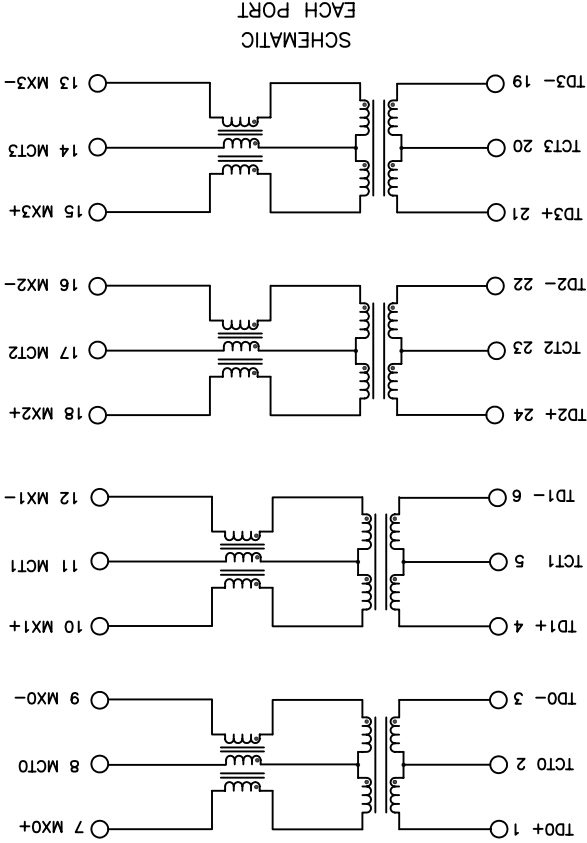 TD0+ 1
7 MX0+
TCT0 2
8 MCT0
TD0- 3
9 MX0-
TD1+ 4
10 MX1+
TCT1 5
11 MCT1
TD1- 6
12 MX1-
TD2+ 24
18 MX2+
TCT2 23
17 MCT2
TD2- 22
16 MX2-
TD3+ 21
15 MX3+
TCT3 20
14 MCT3
TD3- 19
13 MX3-
SCHEMATIC
EACH PORT